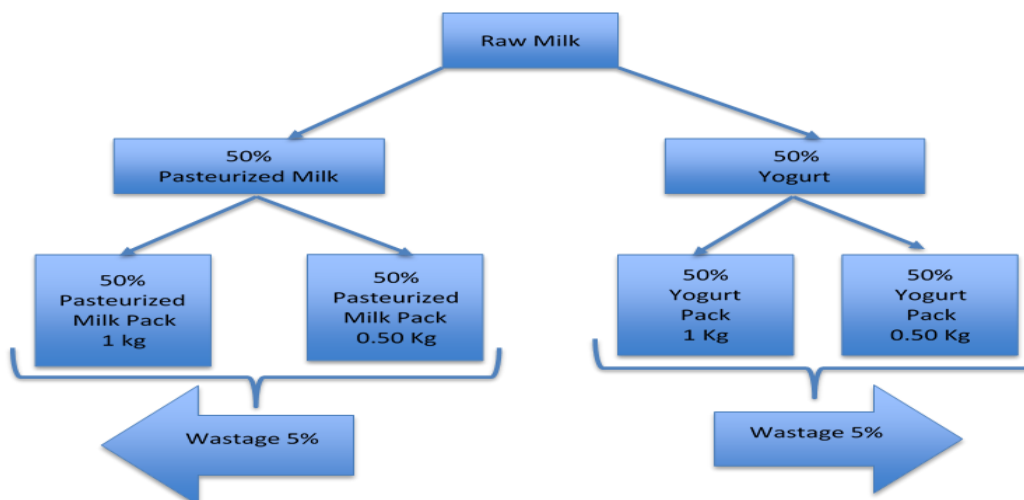 Raw Milk
50%
Pasteurized Milk
50%
Yogurt
50%
Pasteurized
Milk Pack
1 kg
50%
Pasteurized
Milk Pack
0.50 Kg
50%
Yogurt
Pack
1 Kg
50%
Yogurt
Pack
0.50 Kg
Wastage 5%
Wastage 5%